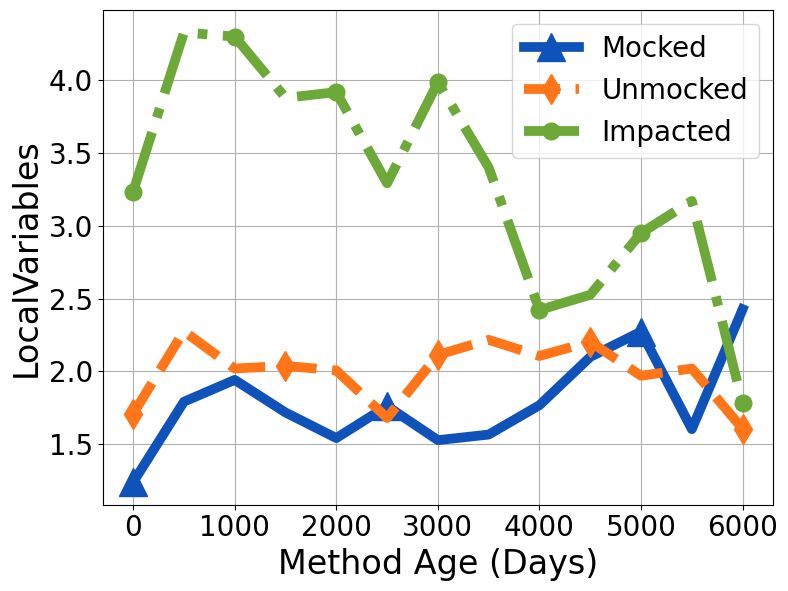 Mocked
Unmocked
Impacted
LocalVariables
4.0
3.5
3.0
2.5
2.0
1.5
0 1000 2000 3000 4000 5000 6000
Method Age (Days)